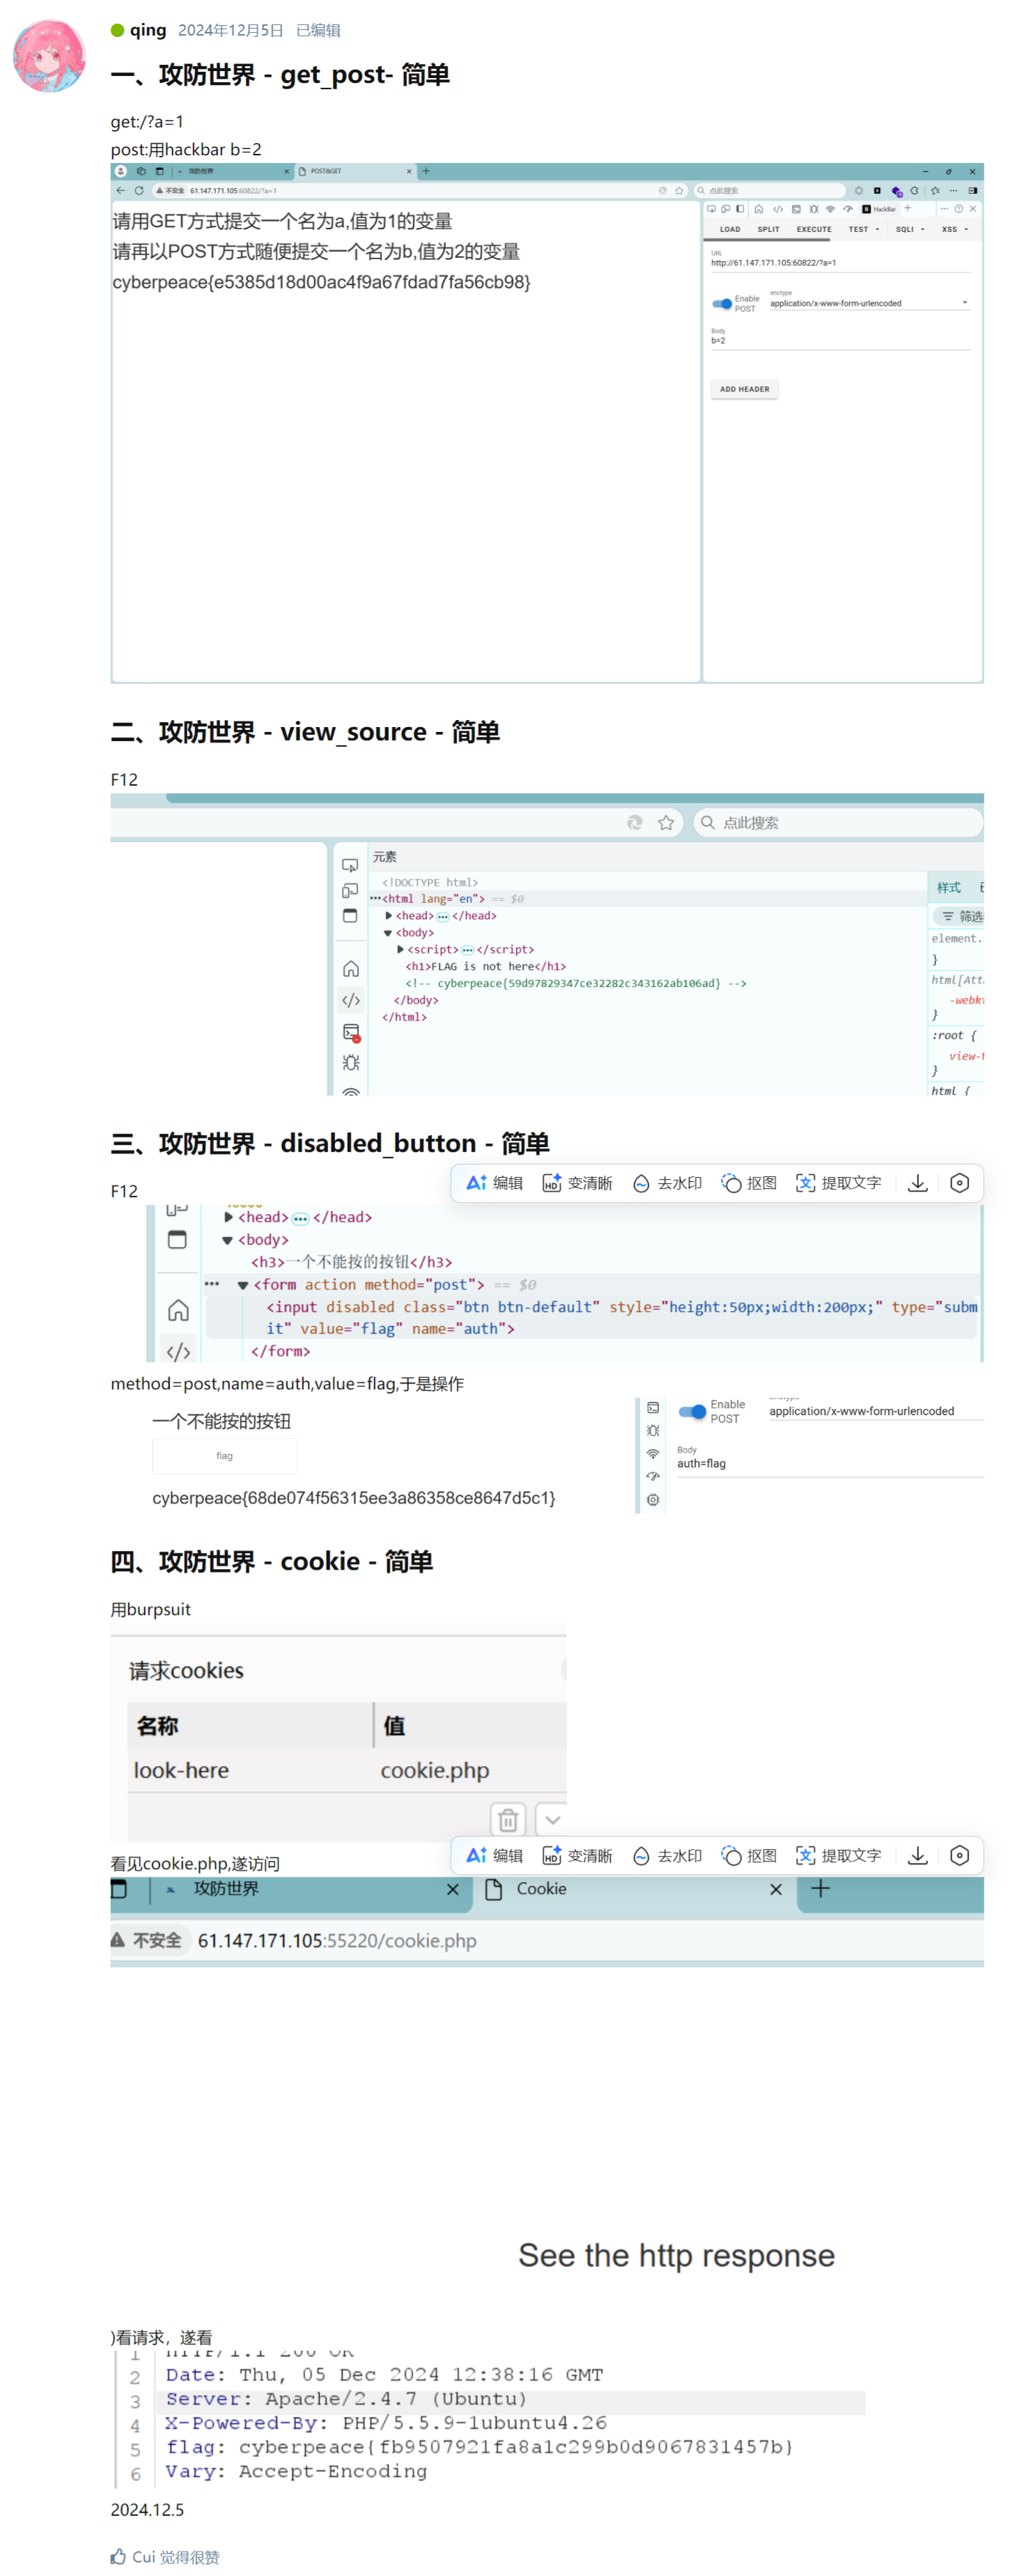 qing 2024年12月5日 已编辑
一、攻防世界 - get_post- 简单
get:/?a=1
post:用hackbar b=2
攻防世界 POST&GET
不安全 61.147.171.105:60822/?a=1 点此搜索
请用GET方式提交一个名为a,值为1的变量
请再以POST方式随便提交一个名为b,值为2的变量
cyberpeace{e5385d18d00ac4f9a67fdad7fa56cb98}
HackBar
LOAD SPLIT EXECUTE TEST SQLI XSS
URL
http://61.147.171.105:60822/?a=1
Enable POST
enctype
application/x-www-form-urlencoded
Body
b=2
ADD HEADER
二、攻防世界 - view_source - 简单
F12
点此搜索
元素
<!DOCTYPE html>
<html lang="en"> == $0
<head> </head>
<body>
<script> </script>
<h1>FLAG is not here</h1>
<!-- cyberpeace{59d97829347ce32282c343162ab106ad} -->
</body>
</html>
样式
筛选
element.
}
html[Att
-webk
}
:root {
view-t
}
html {
三、攻防世界 - disabled_button - 简单
编辑 变清晰 去水印 抠图 提取文字
F12
<head> </head>
<body>
<h3>一个不能按的按钮</h3>
<form action method="post"> == $0
<input disabled class="btn btn-default" style="height:50px;width:200px;" type="subm
it" value="flag" name="auth">
</form>
method=post,name=auth,value=flag,于是操作
一个不能按的按钮
flag
cyberpeace{68de074f56315ee3a86358ce8647d5c1}
Enable
POST
application/x-www-form-urlencoded
Body
auth=flag
四、攻防世界 - cookie - 简单
用burpsuit
请求cookies
名称 值
look-here cookie.php
编辑 变清晰 去水印 抠图 提取文字
看见cookie.php,遂访问
攻防世界 Cookie
不安全 61.147.171.105:55220/cookie.php
See the http response
)看请求，遂看
1 HTTP/1.1 200 OK
2 Date: Thu, 05 Dec 2024 12:38:16 GMT
3 Server: Apache/2.4.7 (Ubuntu)
4 X-Powered-By: PHP/5.5.9-1ubuntu4.26
5 flag: cyberpeace{fb9507921fa8a1c299b0d9067831457b}
6 Vary: Accept-Encoding
2024.12.5
Cui 觉得很赞